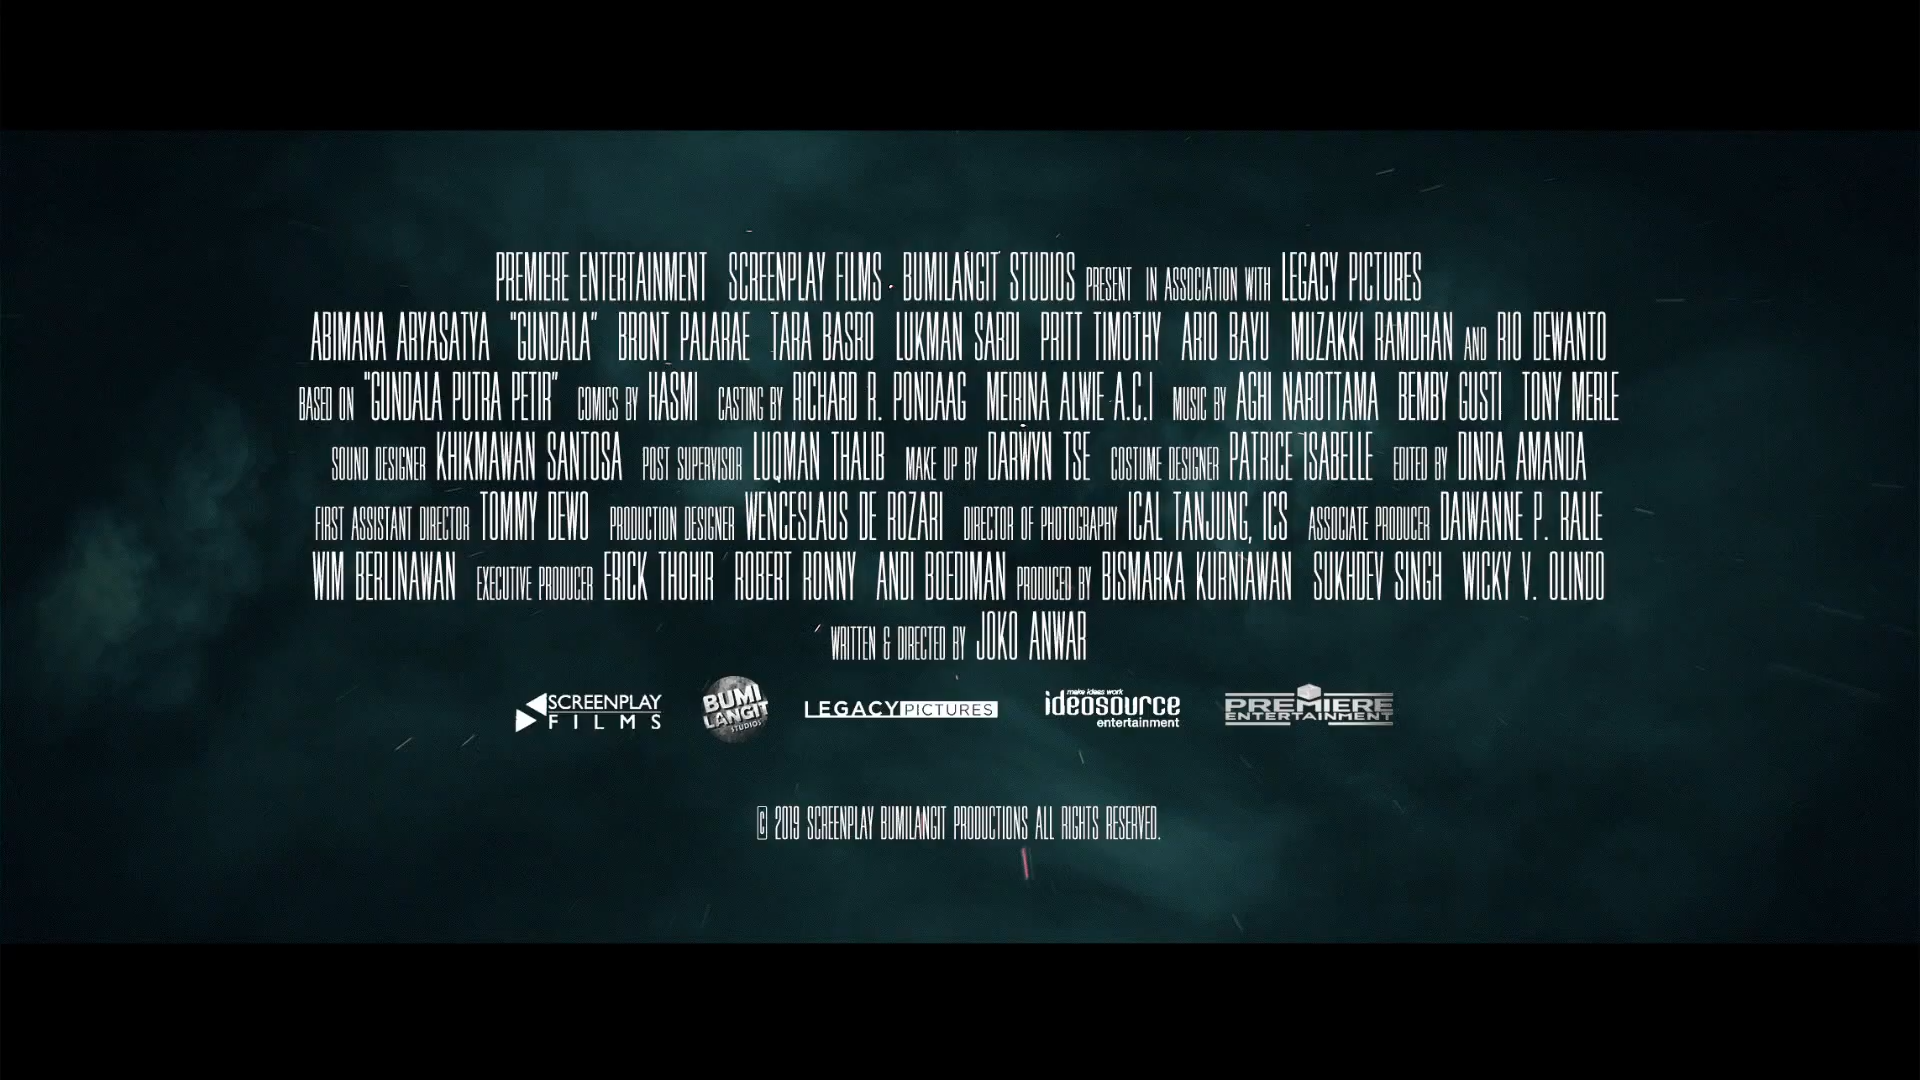 PREMIERE ENTERTAINMENT SCREENPLAY FILMS BUMILANGIT STUDIOS PRESENT IN ASSOCIATION WITH LEGACY PICTURES
ABIMANA ARYASATYA "GUNDALA" BRONT PALARAE TARA BASRO LUKMAN SARDI PRITT TIMOTHY ARIO BAYU MUZAKKI RAMDHAN AND RIO DEWANTO
BASED ON "GUNDALA PUTRA PETIR" COMICS BY HASMI CASTING BY RICHARD R. PONDAAG MEIRINA ALWIE A.C.I MUSIC BY AGHI NAROTTAMA BEMBY GUSTI TONY MERLE
SOUND DESIGNER KHIKMAWAN SANTOSA POST SUPERVISOR LUQMAN THALIB MAKE UP BY DARWYN TSE COSTUME DESIGNER PATRICE ISABELLE EDITED BY DINDA AMANDA
FIRST ASSISTANT DIRECTOR TOMMY DEWO PRODUCTION DESIGNER WENCESLAUS DE ROZARI DIRECTOR OF PHOTOGRAPHY ICAL TANJUNG, ICS ASSOCIATE PRODUCER DAIWANNE P. RALIE
WIM BERLINAWAN EXECUTIVE PRODUCER ERICK THOHIR ROBERT RONNY ANDI BOEDIMAN PRODUCED BY BISMARKA KURNIAWAN SUKHDEV SINGH WICKY V. OLINDO
WRITTEN & DIRECTED BY JOKO ANWAR
SCREENPLAY
FILMS
BUMI
LANGIT
STUDIOS
LEGACY PICTURES
make ideas work
ideosource
entertainment
PREMIERE
ENTERTAINMENT
© 2019 SCREENPLAY BUMILANGIT PRODUCTIONS ALL RIGHTS RESERVED.